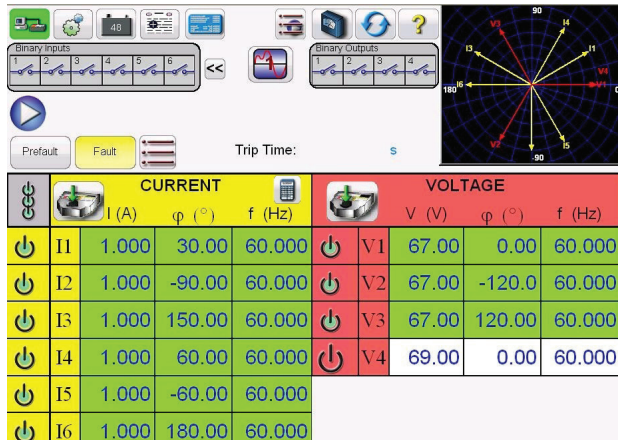 48
Binary Inputs
1 2 3 4 5 6
<<
Binary Outputs
1 2 3 4
Prefault
Fault
Trip Time: s
90
V3
I4
I3
I1
V4
180
I6
V1
0
V2
I5
-90
CURRENT
I (A) φ (°) f (Hz)
VOLTAGE
V (V) φ (°) f (Hz)
I1 1.000 30.00 60.000 V1 67.00 0.00 60.000
I2 1.000 -90.00 60.000 V2 67.00 -120.0 60.000
I3 1.000 150.00 60.000 V3 67.00 120.00 60.000
I4 1.000 60.00 60.000 V4 69.00 0.00 60.000
I5 1.000 -60.00 60.000
I6 1.000 180.00 60.000